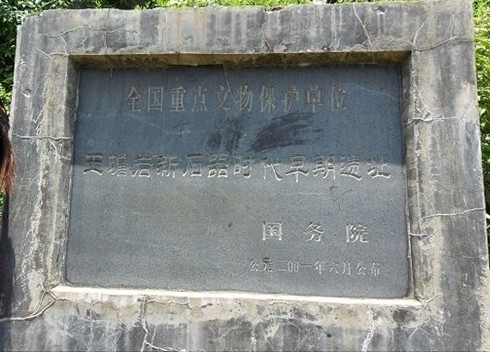 全国重点文物保护单位
玉蟾岩新石器时代早期遗址
国务院
公元二〇〇一年六月公布